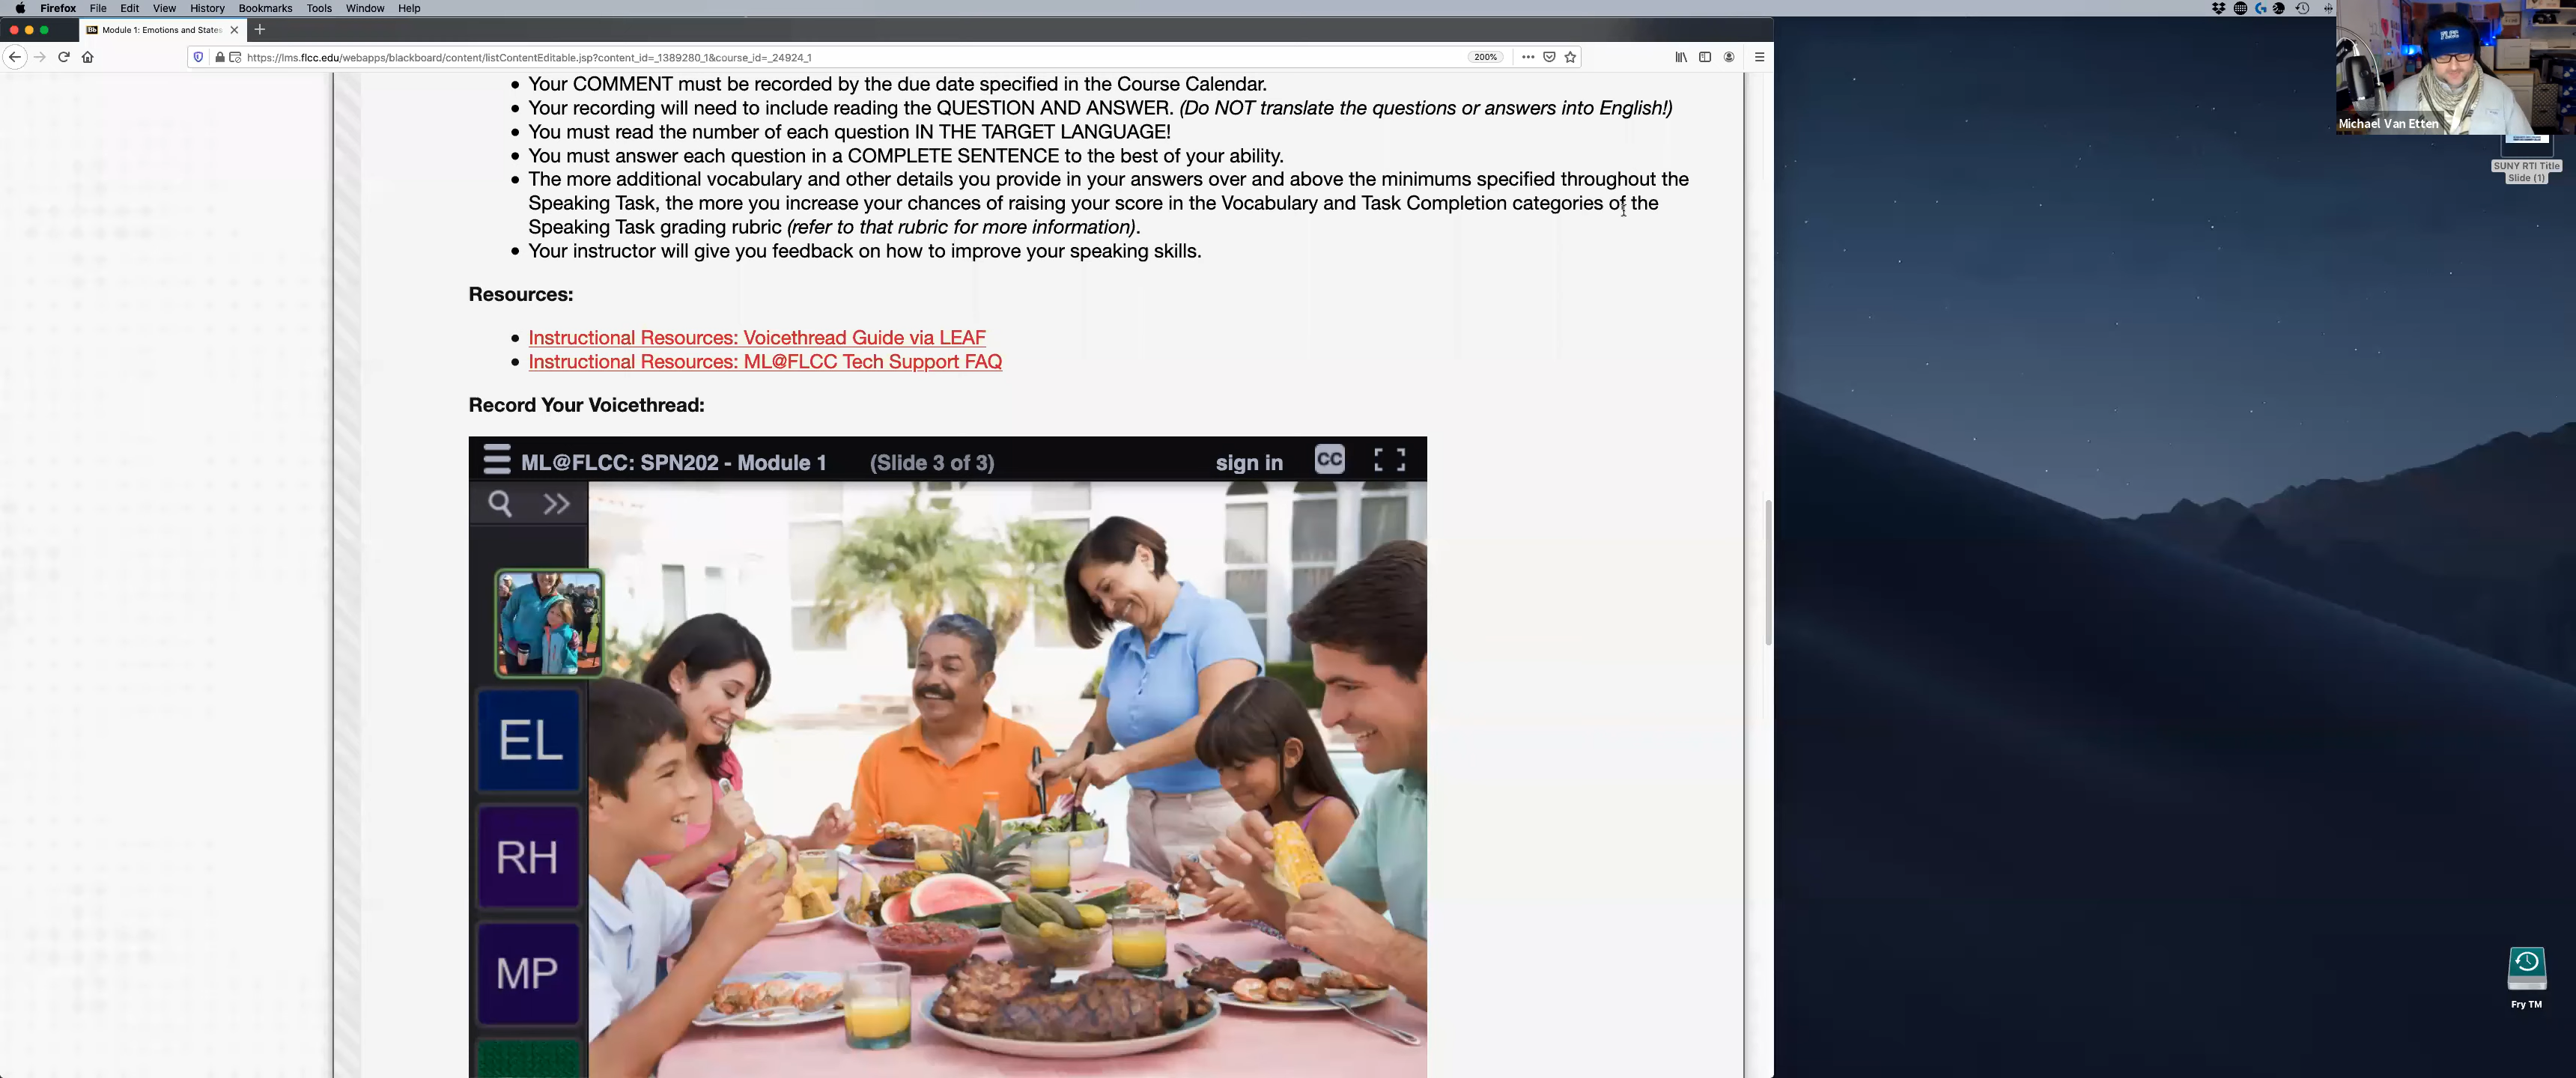 Firefox File Edit View History Bookmarks Tools Window Help
Module 1: Emotions and States
https://lms.flcc.edu/webapps/blackboard/content/listContentEditable.jsp?content_id=_1389280_1&course_id=_24924_1
200%
FLCC
Michael Van Etten
SUNY RTI Title
Slide (1)
• Your COMMENT must be recorded by the due date specified in the Course Calendar.
• Your recording will need to include reading the QUESTION AND ANSWER. (Do NOT translate the questions or answers into English!)
• You must read the number of each question IN THE TARGET LANGUAGE!
• You must answer each question in a COMPLETE SENTENCE to the best of your ability.
• The more additional vocabulary and other details you provide in your answers over and above the minimums specified throughout the
Speaking Task, the more you increase your chances of raising your score in the Vocabulary and Task Completion categories of the
Speaking Task grading rubric (refer to that rubric for more information).
• Your instructor will give you feedback on how to improve your speaking skills.
Resources:
• Instructional Resources: Voicethread Guide via LEAF
• Instructional Resources: ML@FLCC Tech Support FAQ
Record Your Voicethread:
ML@FLCC: SPN202 - Module 1 (Slide 3 of 3) sign in CC
EL
RH
MP
Fry TM